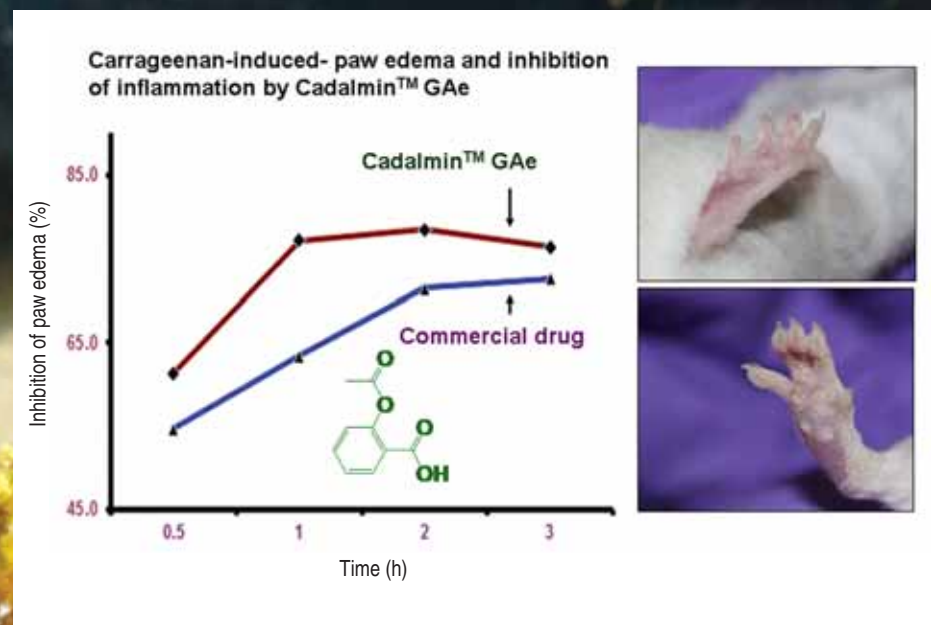 Carrageenan-induced- paw edema and inhibition
of inflammation by Cadalmin™ GAe
Cadalmin™ GAe
85.0
Inhibition of paw edema (%)
65.0
Commercial drug
O
O
O
OH
45.0
0.5 1 2 3
Time (h)